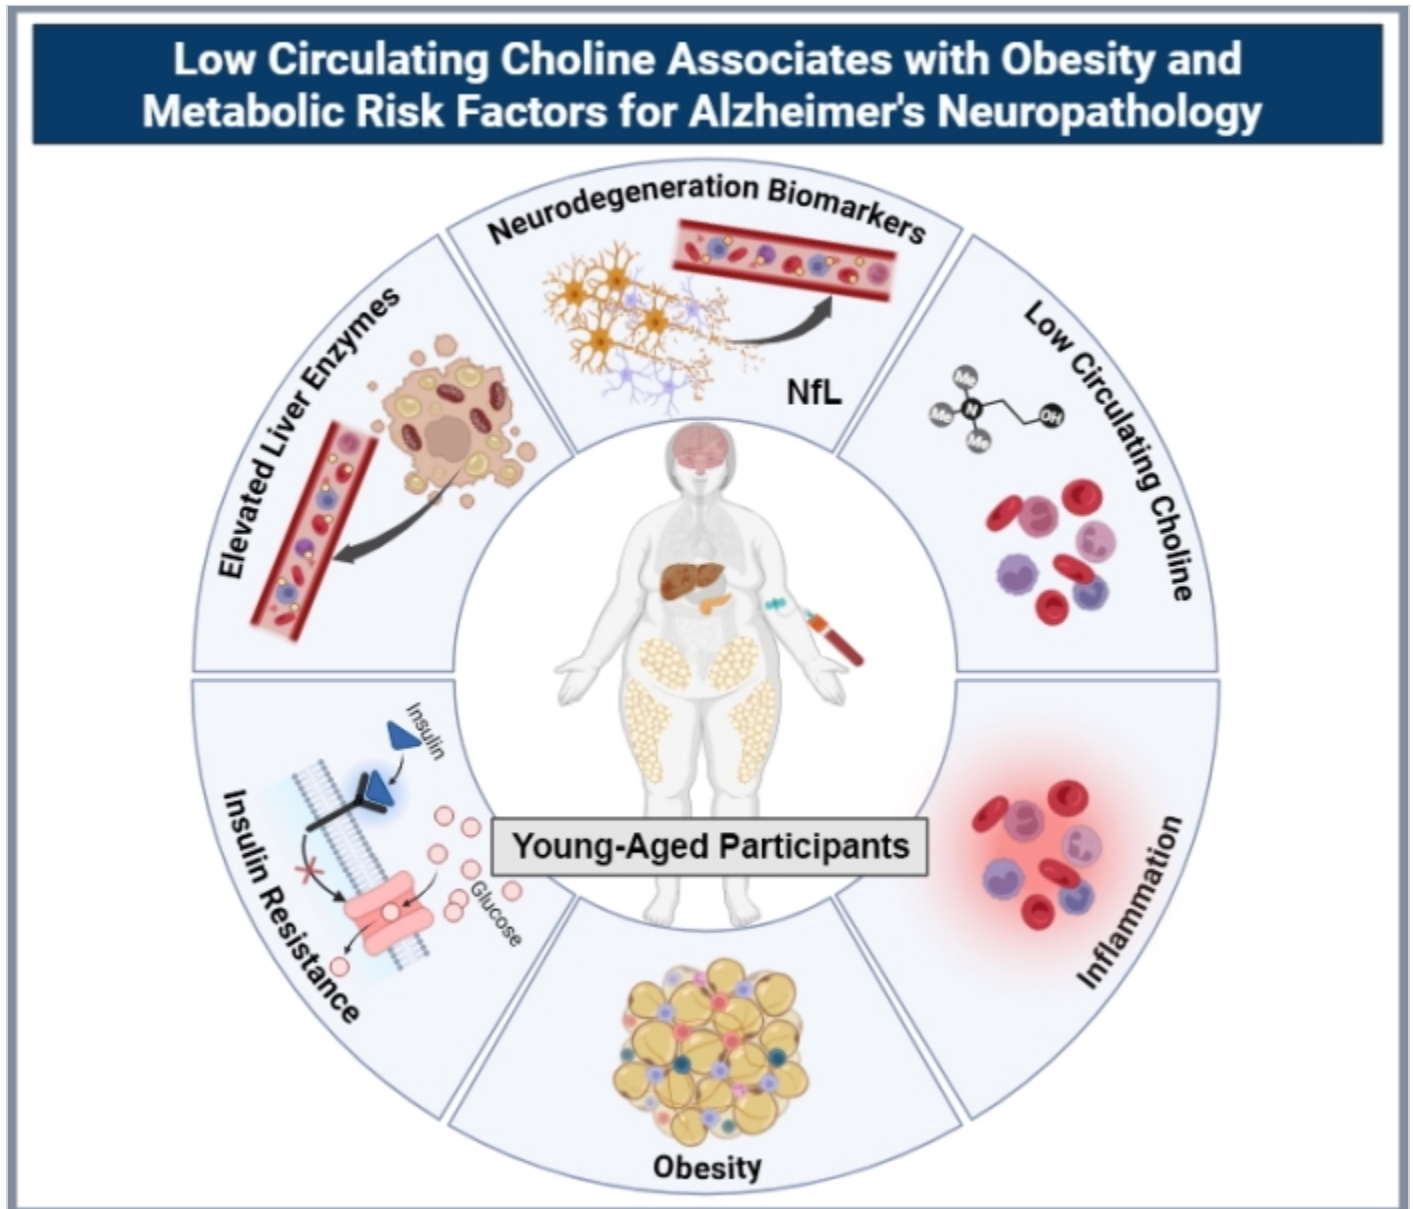 Low Circulating Choline Associates with Obesity and
Metabolic Risk Factors for Alzheimer's Neuropathology
Neurodegeneration Biomarkers
NfL
Elevated Liver Enzymes
Low Circulating Choline
Me
Me
N
OH
Me
Insulin
Glucose
Insulin Resistance
Young-Aged Participants
Inflammation
Obesity